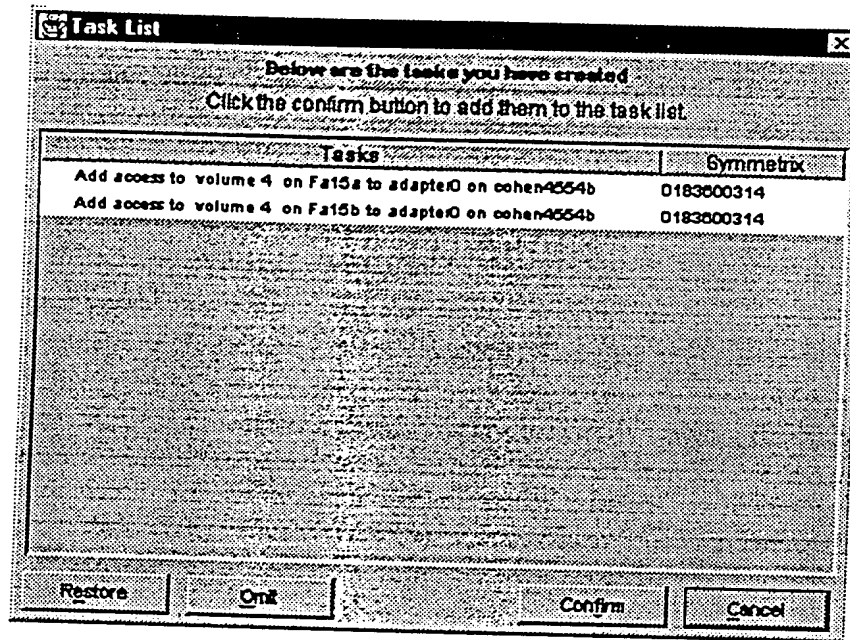 Task List
Below are the tasks you have created
Click the confirm button to add them to the task list.
Tasks Symmetrix
Add access to volume 4 on Fa15a to adapter0 on cohen4554b 0183600314
Add access to volume 4 on Fa15b to adapter0 on cohen4554b 0183600314
Restore Omit Confirm Cancel